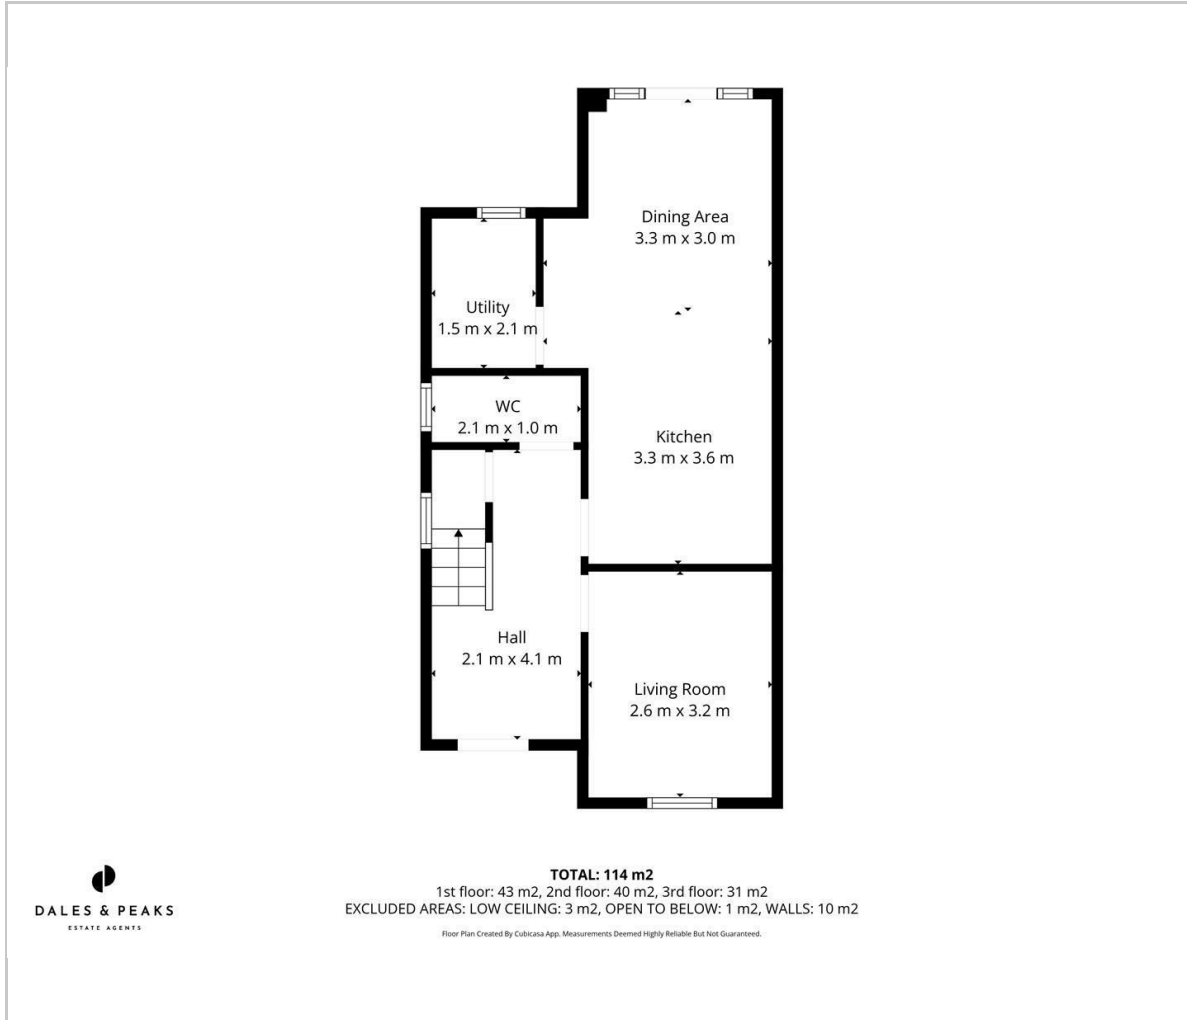 Dining Area
3.3 m x 3.0 m
Utility
1.5 m x 2.1 m
WC
2.1 m x 1.0 m
Kitchen
3.3 m x 3.6 m
Hall
2.1 m x 4.1 m
Living Room
2.6 m x 3.2 m
TOTAL: 114 m2
1st floor: 43 m2, 2nd floor: 40 m2, 3rd floor: 31 m2
EXCLUDED AREAS: LOW CEILING: 3 m2, OPEN TO BELOW: 1 m2, WALLS: 10 m2
Floor Plan Created By Cubicasa App. Measurements Deemed Highly Reliable But Not Guaranteed.
DALES & PEAKS
ESTATE AGENTS